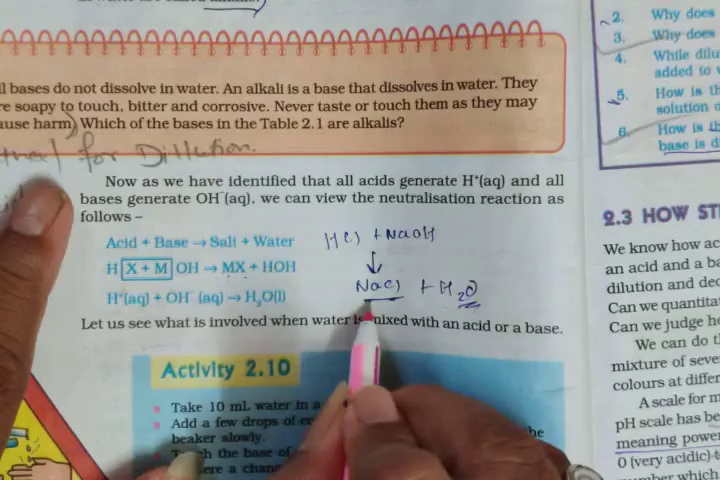 ll bases do not dissolve in water. An alkali is a base that dissolves in water. They
re soapy to touch, bitter and corrosive. Never taste or touch them as they may
ause harm. Which of the bases in the Table 2.1 are alkalis?
for Dillution.
Now as we have identified that all acids generate H⁺(aq) and all
bases generate OH⁻(aq), we can view the neutralisation reaction as
follows –
Acid + Base → Salt + Water
H X + M OH → MX + HOH
H⁺(aq) + OH⁻(aq) → H₂O(l)
HCl + NaOH
↓
NaCl + H₂O
Let us see what is involved when water is mixed with an acid or a base.
Activity 2.10
Take 10 mL water in a
Add a few drops of
beaker slowly.
the base of
the
2. Why does
3. Why does
4. While dilu
added to
5. How is th
solution
6. How is th
base is d
2.3 HOW ST
We know how ac
an acid and a ba
dilution and dec
Can we quantita
Can we judge h
We can do t
mixture of seve
colours at differ
A scale for m
pH scale has be
meaning powe
0 (very acidic) t
number which